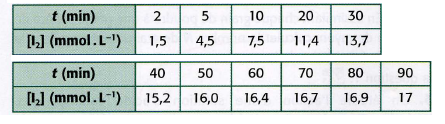 t (min) 2 5 10 20 30
[I₂] (mmol.L⁻¹) 1,5 4,5 7,5 11,4 13,7
t (min) 40 50 60 70 80 90
[I₂] (mmol.L⁻¹) 15,2 16,0 16,4 16,7 16,9 17